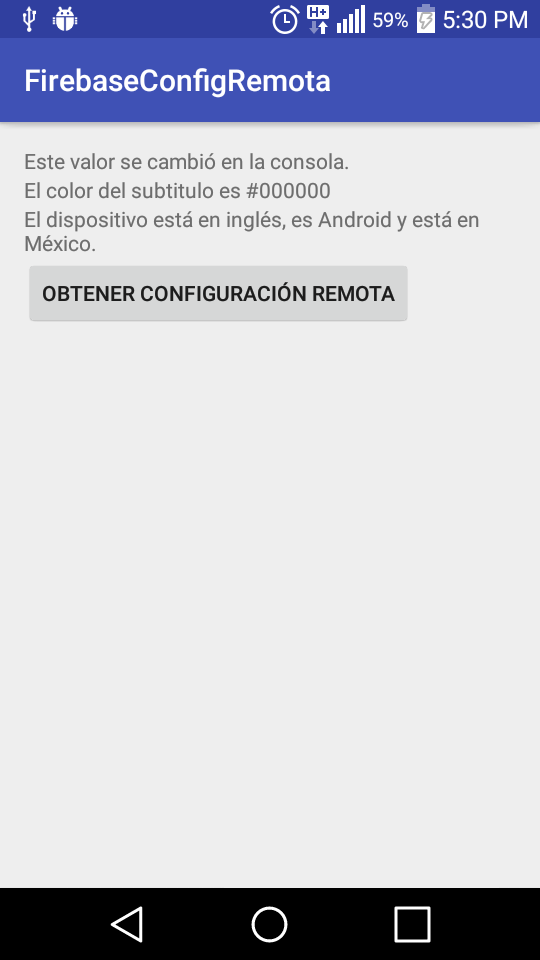 H+ 59% 5:30 PM
FirebaseConfigRemota
Este valor se cambió en la consola.
El color del subtitulo es #000000
El dispositivo está en inglés, es Android y está en
México.
OBTENER CONFIGURACIÓN REMOTA